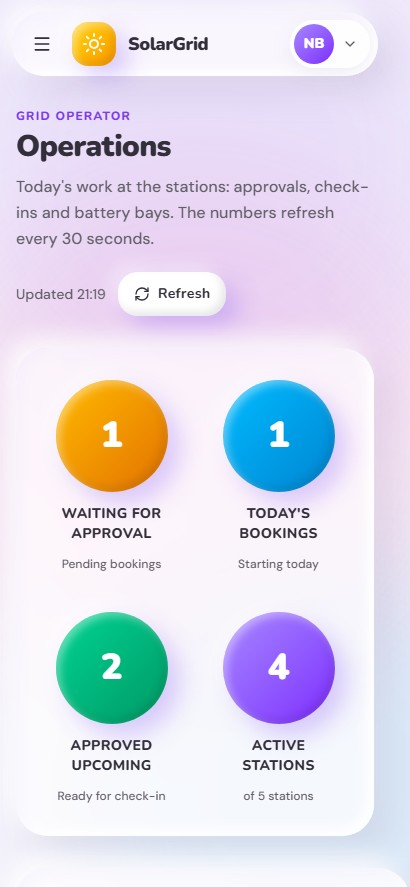 SolarGrid
NB
GRID OPERATOR
Operations
Today's work at the stations: approvals, check-
ins and battery bays. The numbers refresh
every 30 seconds.
Updated 21:19
Refresh
1
WAITING FOR
APPROVAL
Pending bookings
1
TODAY'S
BOOKINGS
Starting today
2
APPROVED
UPCOMING
Ready for check-in
4
ACTIVE
STATIONS
of 5 stations